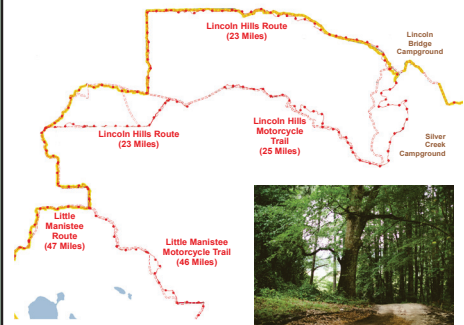 Lincoln Hills Route
(23 Miles)
Lincoln
Bridge
Campground
Lincoln Hills Route
(23 Miles)
Lincoln Hills
Motorcycle
Trail
(25 Miles)
Silver
Creek
Campground
Little
Manistee
Route
(47 Miles)
Little Manistee
Motorcycle Trail
(46 Miles)